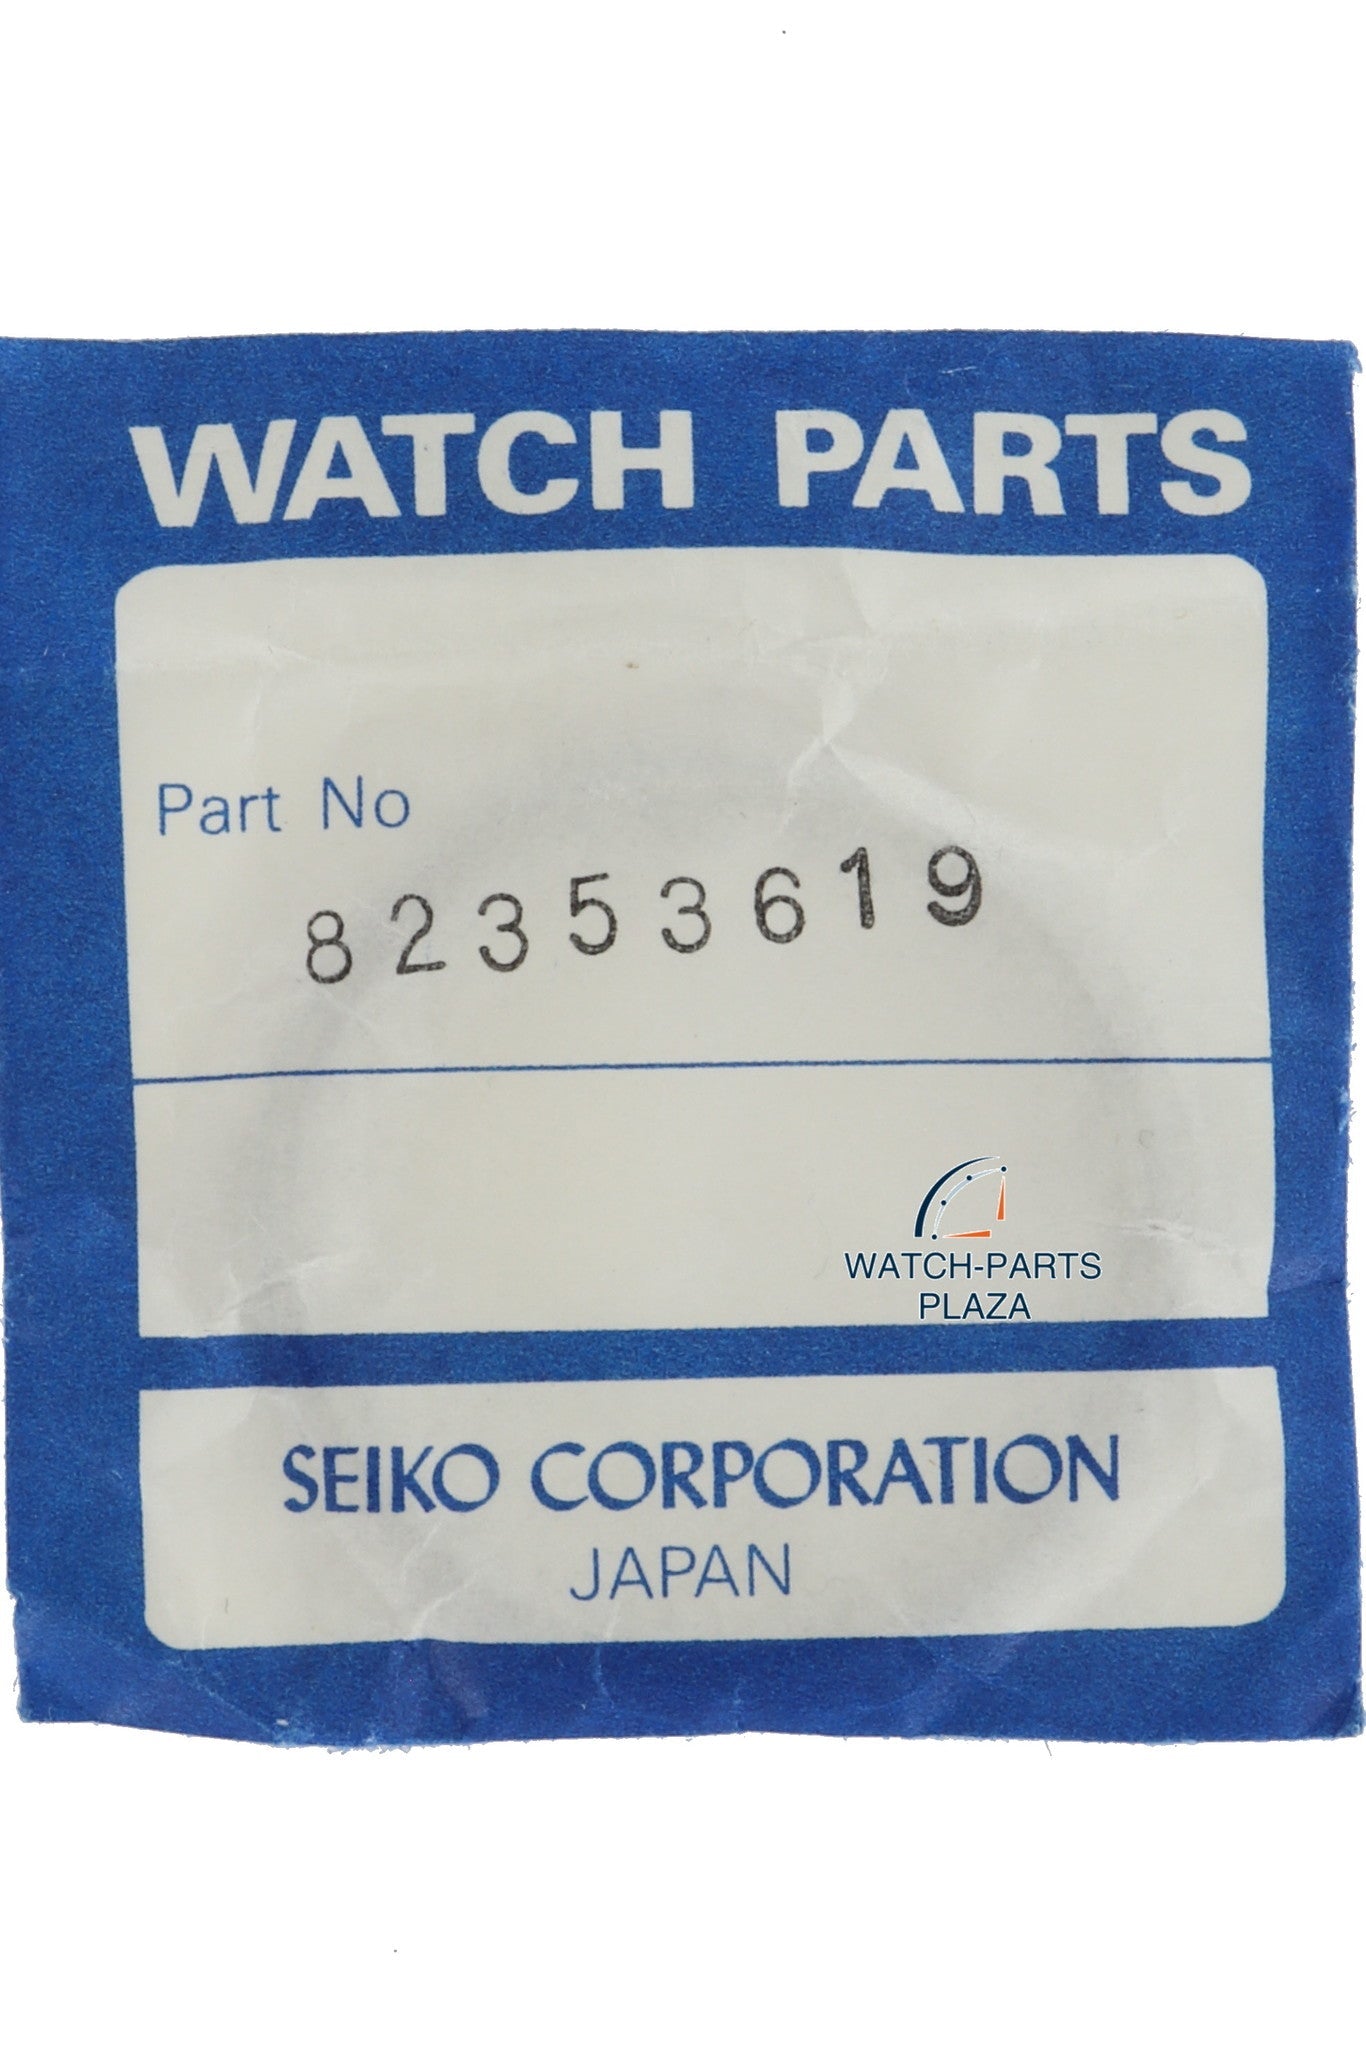 WATCH PARTS
Part No
82353619
WATCH-PARTS
PLAZA
SEIKO CORPORATION
JAPAN